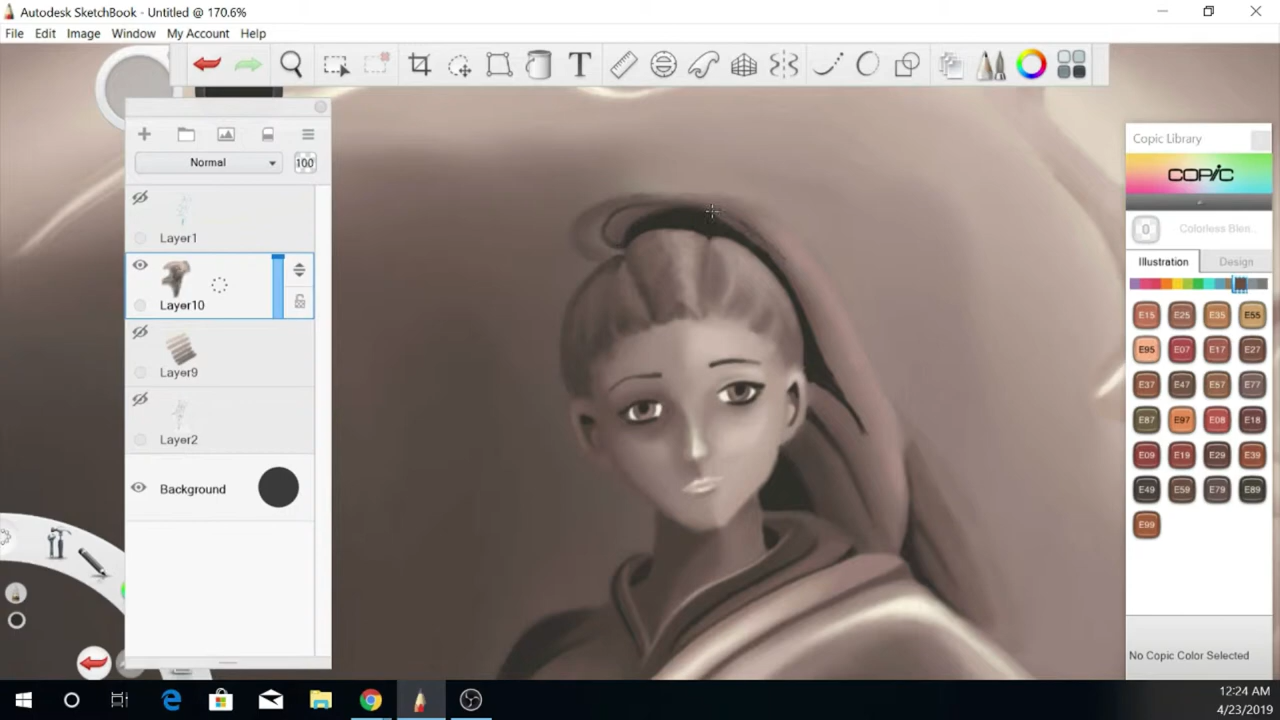 Autodesk SketchBook - Untitled @ 170.6%
File Edit Image Window My Account Help
T
Normal 100
Layer1
Layer10
Layer9
Layer2
Background
Copic Library
COPIC
0 Colorless Blen...
Illustration Design
E15 E25 E35 E55
E95 E07 E17 E27
E37 E47 E57 E77
E87 E97 E08 E18
E09 E19 E29 E39
E49 E59 E79 E89
E99
No Copic Color Selected
12:24 AM
4/23/2019